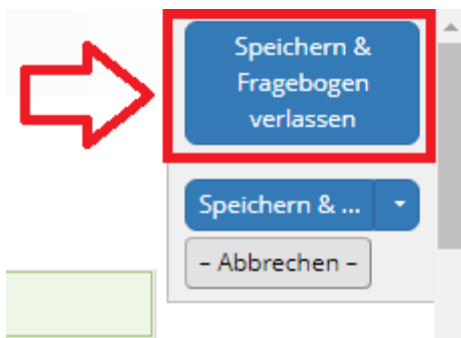 Speichern &
Fragebogen
verlassen
Speichern & ...
– Abbrechen –